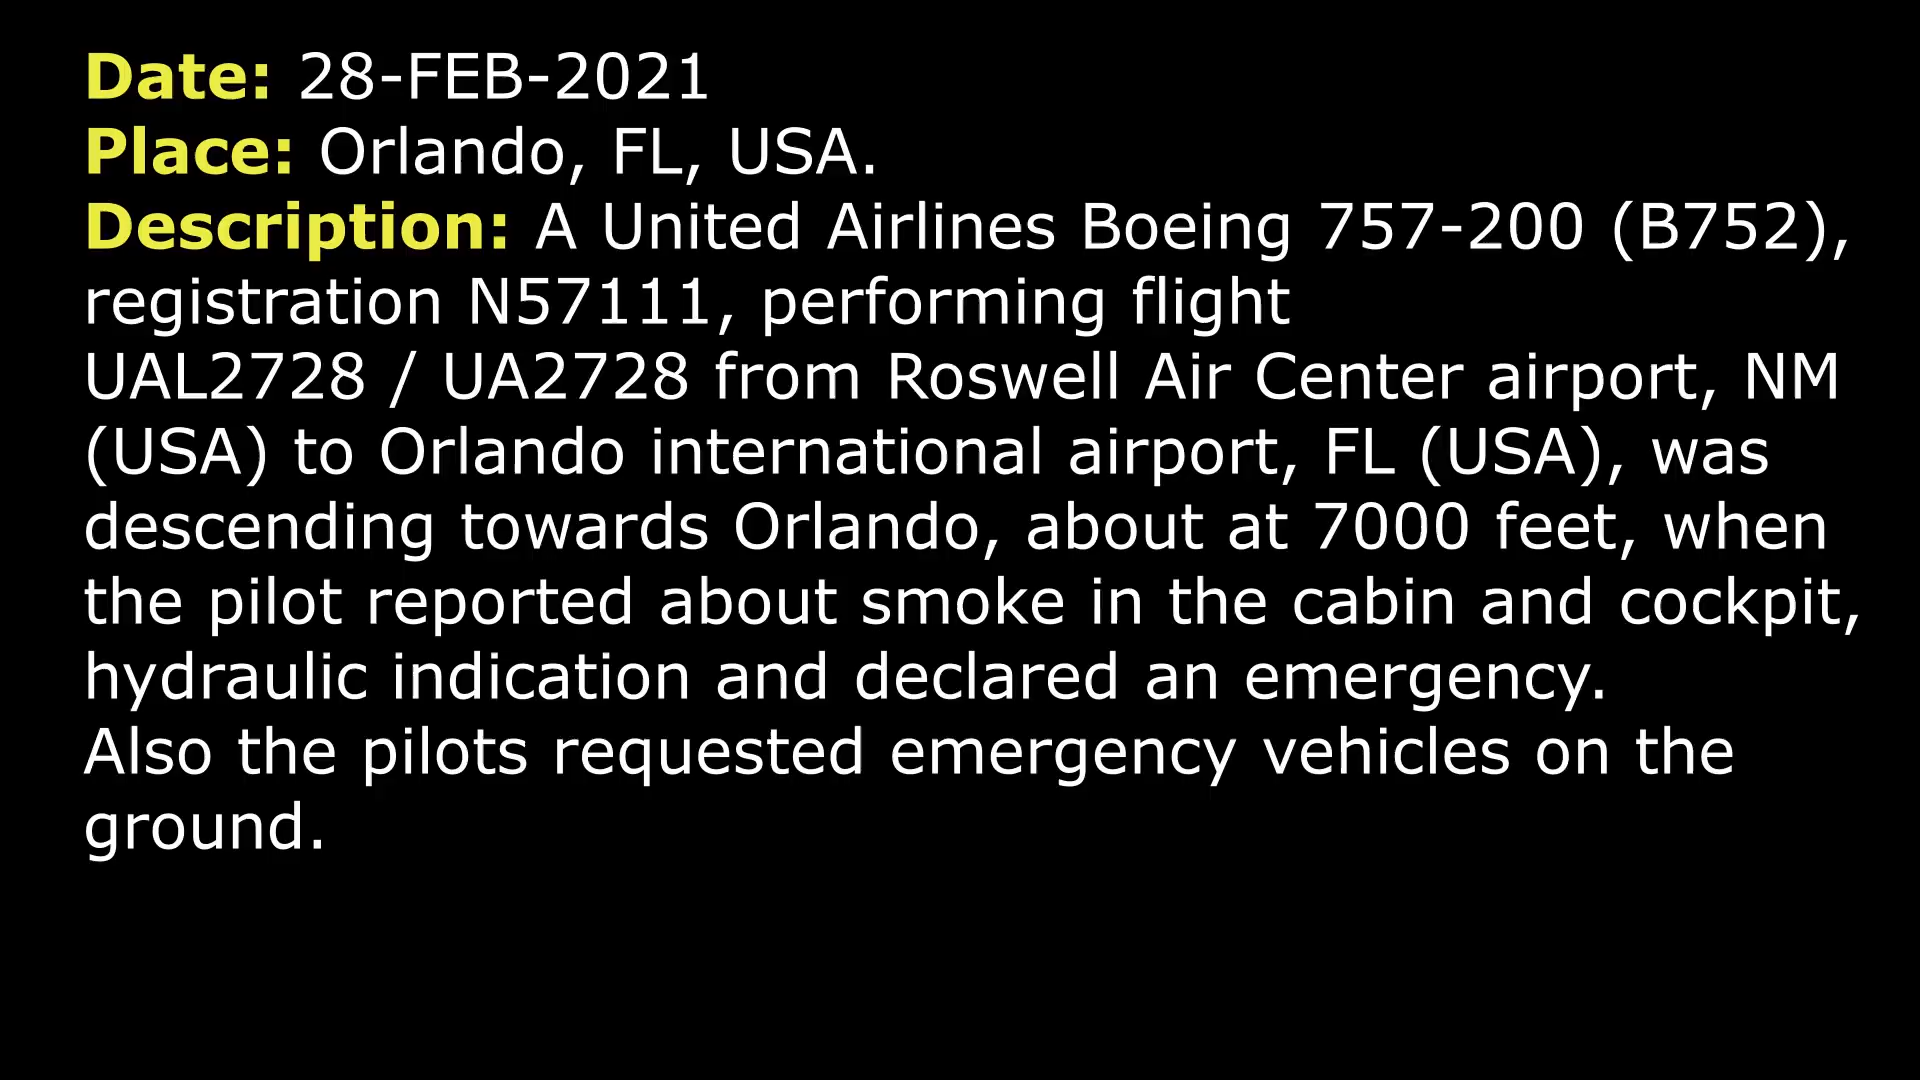 Date: 28-FEB-2021
Place: Orlando, FL, USA.
Description: A United Airlines Boeing 757-200 (B752),
registration N57111, performing flight
UAL2728 / UA2728 from Roswell Air Center airport, NM
(USA) to Orlando international airport, FL (USA), was
descending towards Orlando, about at 7000 feet, when
the pilot reported about smoke in the cabin and cockpit,
hydraulic indication and declared an emergency.
Also the pilots requested emergency vehicles on the
ground.